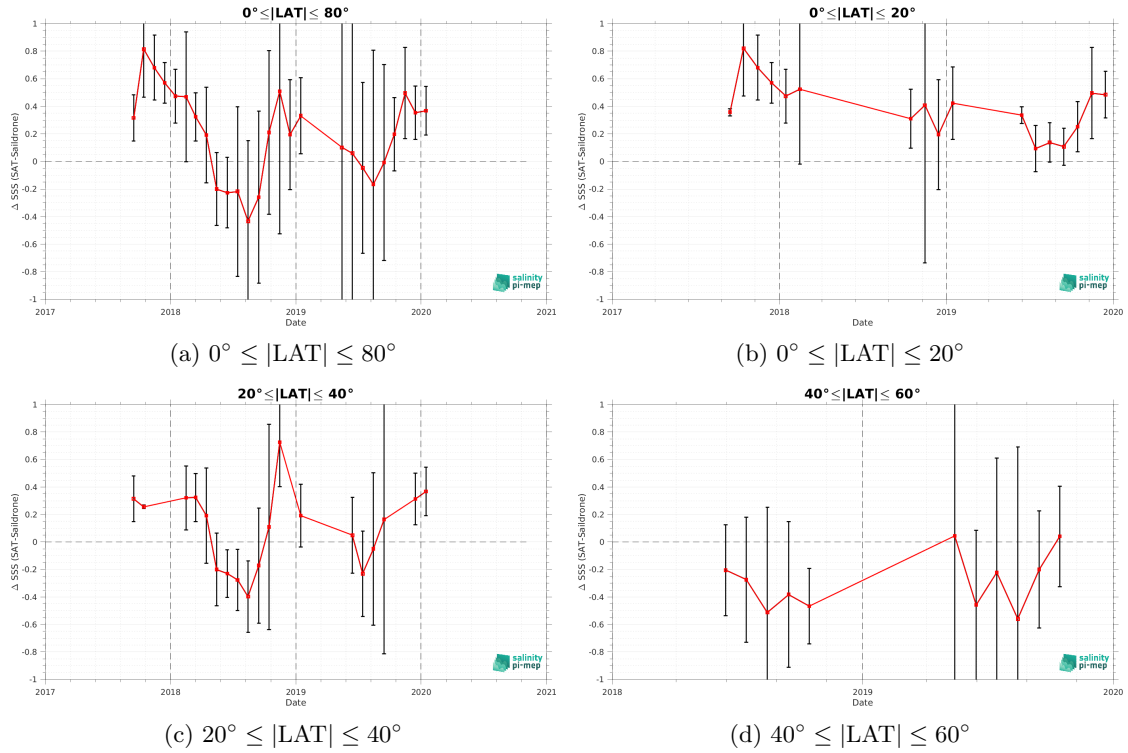 0°≤|LAT|≤ 80°
1
0.8
0.6
0.4
0.2
0
-0.2
-0.4
-0.6
-0.8
-1
Δ SSS (SAT-Saildrone)
2017
2018
2019
2020
2021
Date
salinity
pi-mep
(a) 0° ≤ |LAT| ≤ 80°
0°≤|LAT|≤ 20°
1
0.8
0.6
0.4
0.2
0
-0.2
-0.4
-0.6
-0.8
-1
Δ SSS (SAT-Saildrone)
2017
2018
2019
2020
Date
salinity
pi-mep
(b) 0° ≤ |LAT| ≤ 20°
20°≤|LAT|≤ 40°
1
0.8
0.6
0.4
0.2
0
-0.2
-0.4
-0.6
-0.8
-1
Δ SSS (SAT-Saildrone)
2017
2018
2019
2020
2021
Date
salinity
pi-mep
(c) 20° ≤ |LAT| ≤ 40°
40°≤|LAT|≤ 60°
1
0.8
0.6
0.4
0.2
0
-0.2
-0.4
-0.6
-0.8
-1
Δ SSS (SAT-Saildrone)
2018
2019
2020
Date
salinity
pi-mep
(d) 40° ≤ |LAT| ≤ 60°